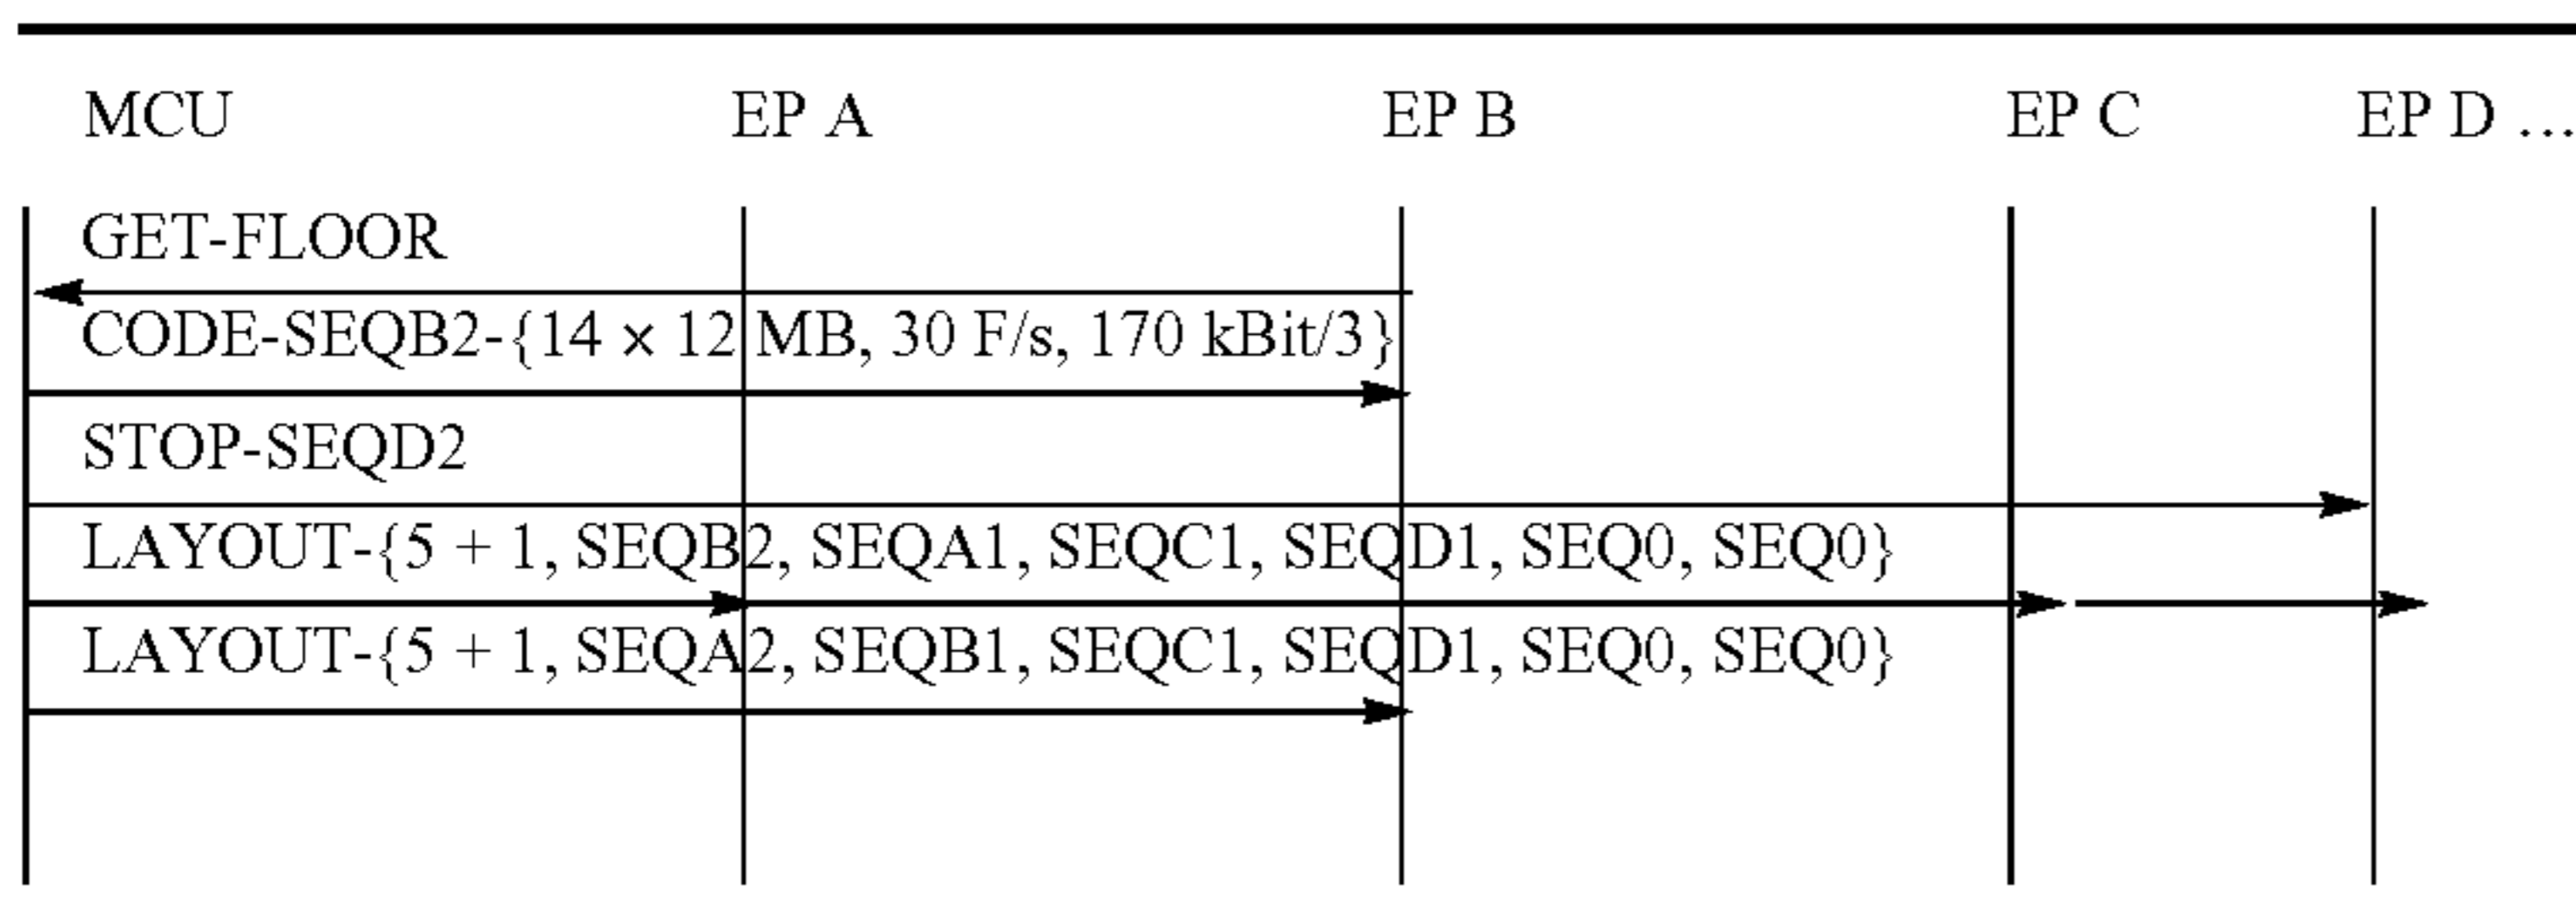 MCU EP A EP B EP C EP D ...
GET-FLOOR
CODE-SEQB2-{14 × 12 MB, 30 F/s, 170 kBit/3}
STOP-SEQD2
LAYOUT-{5 + 1, SEQB2, SEQA1, SEQC1, SEQD1, SEQ0, SEQ0}
LAYOUT-{5 + 1, SEQA2, SEQB1, SEQC1, SEQD1, SEQ0, SEQ0}